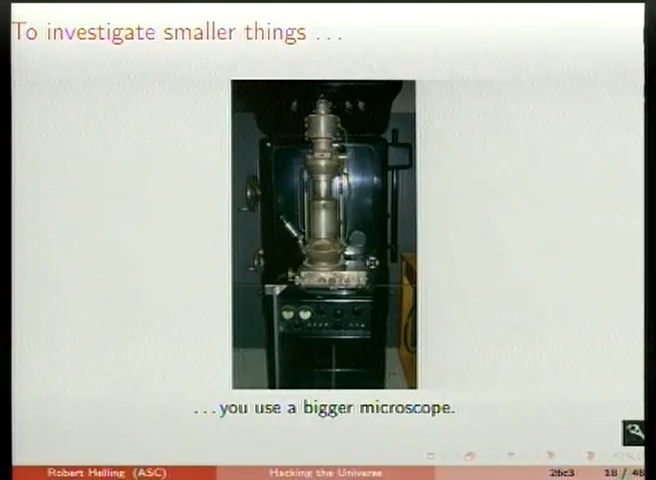 To investigate smaller things ...
... you use a bigger microscope.
Robert Helling (ASC)
Hacking the Universe
26c3
18 / 48